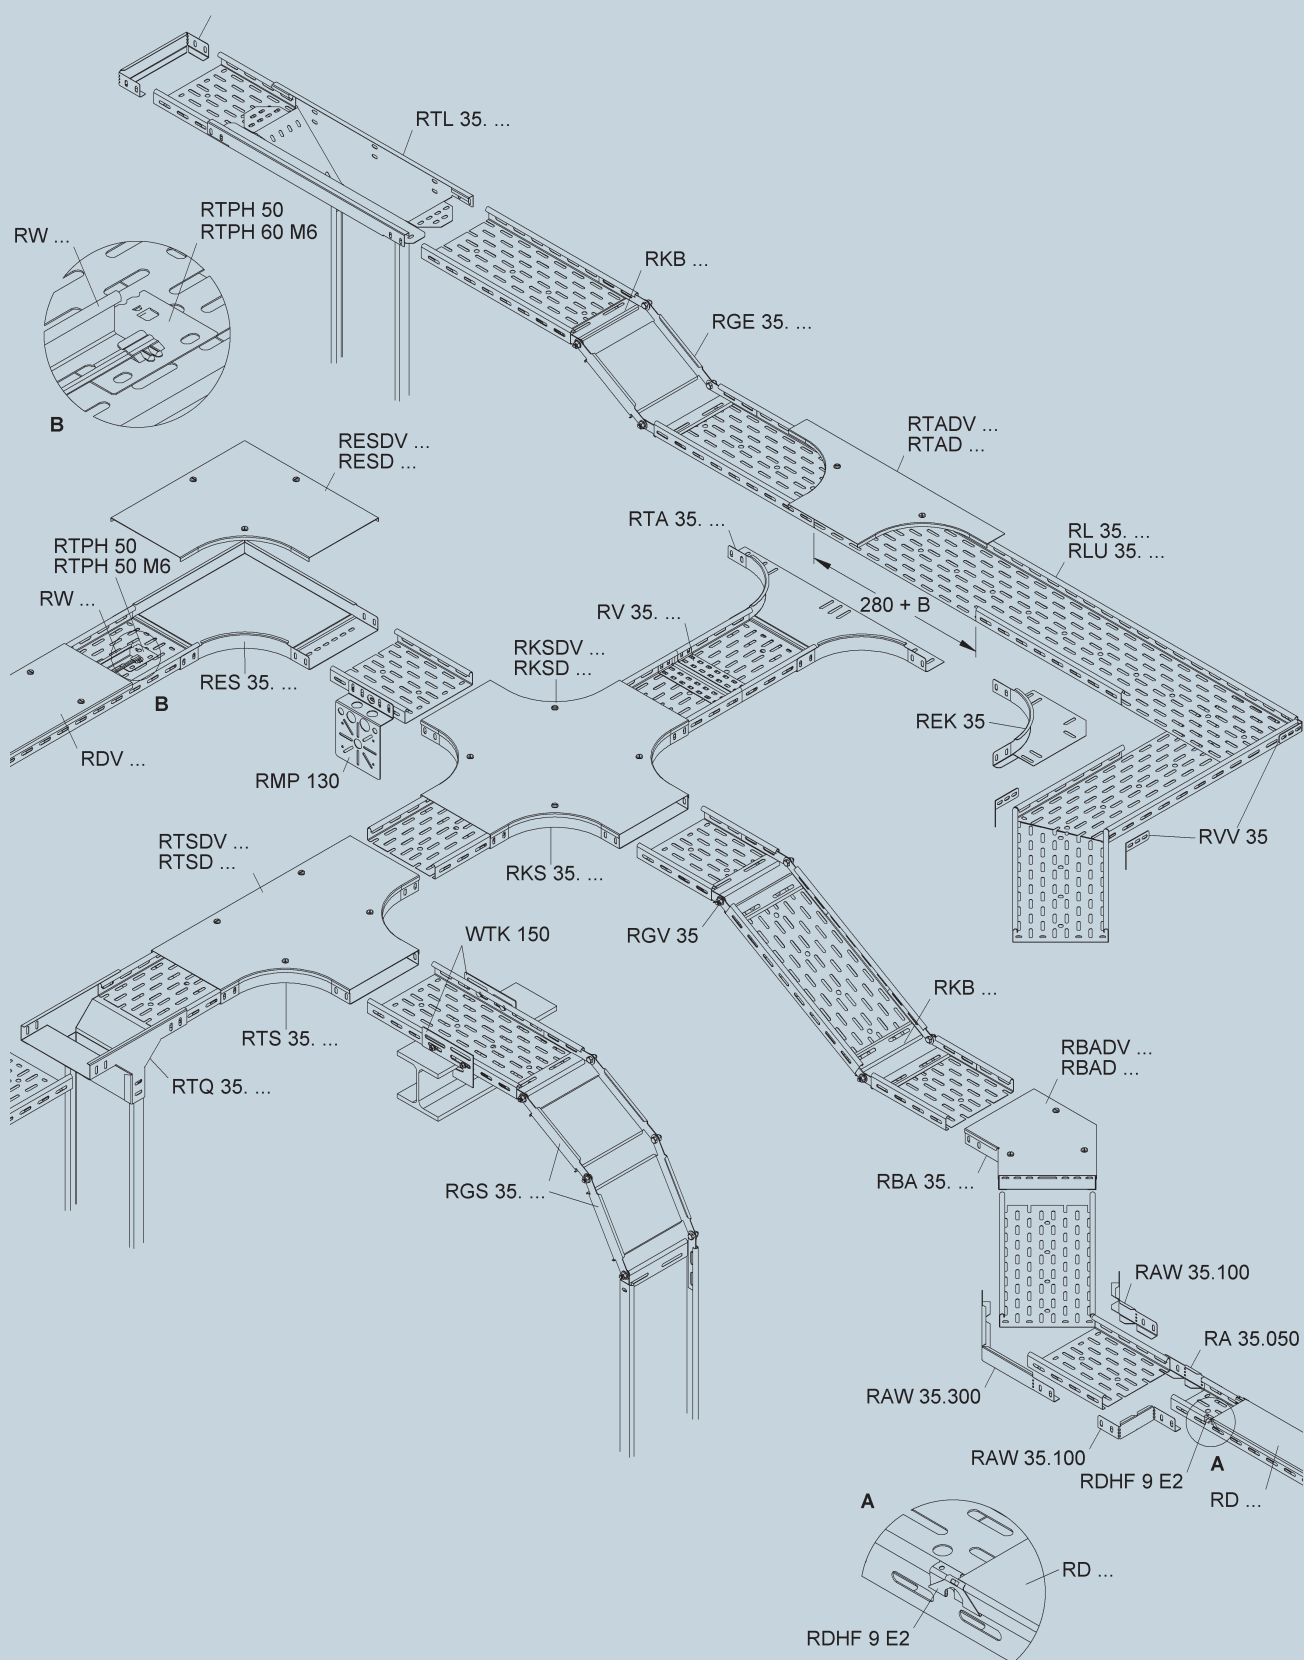 RTL 35. ...
RTPH 50
RTPH 60 M6
RW ...
B
RKB ...
RGE 35. ...
RESDV ...
RESD ...
RTADV ...
RTAD ...
RTA 35. ...
RL 35. ...
RLU 35. ...
RTPH 50
RTPH 50 M6
RW ...
280 + B
RV 35. ...
RKSDV ...
RKSD ...
RES 35. ...
B
REK 35
RDV ...
RMP 130
RTSDV ...
RTSD ...
RVV 35
RKS 35. ...
WTK 150
RGV 35
RKB ...
RTS 35. ...
RBADV ...
RBAD ...
RTQ 35. ...
RBA 35. ...
RGS 35. ...
RAW 35.100
RA 35.050
RAW 35.300
RAW 35.100
A
RDHF 9 E2
RD ...
A
RD ...
RDHF 9 E2